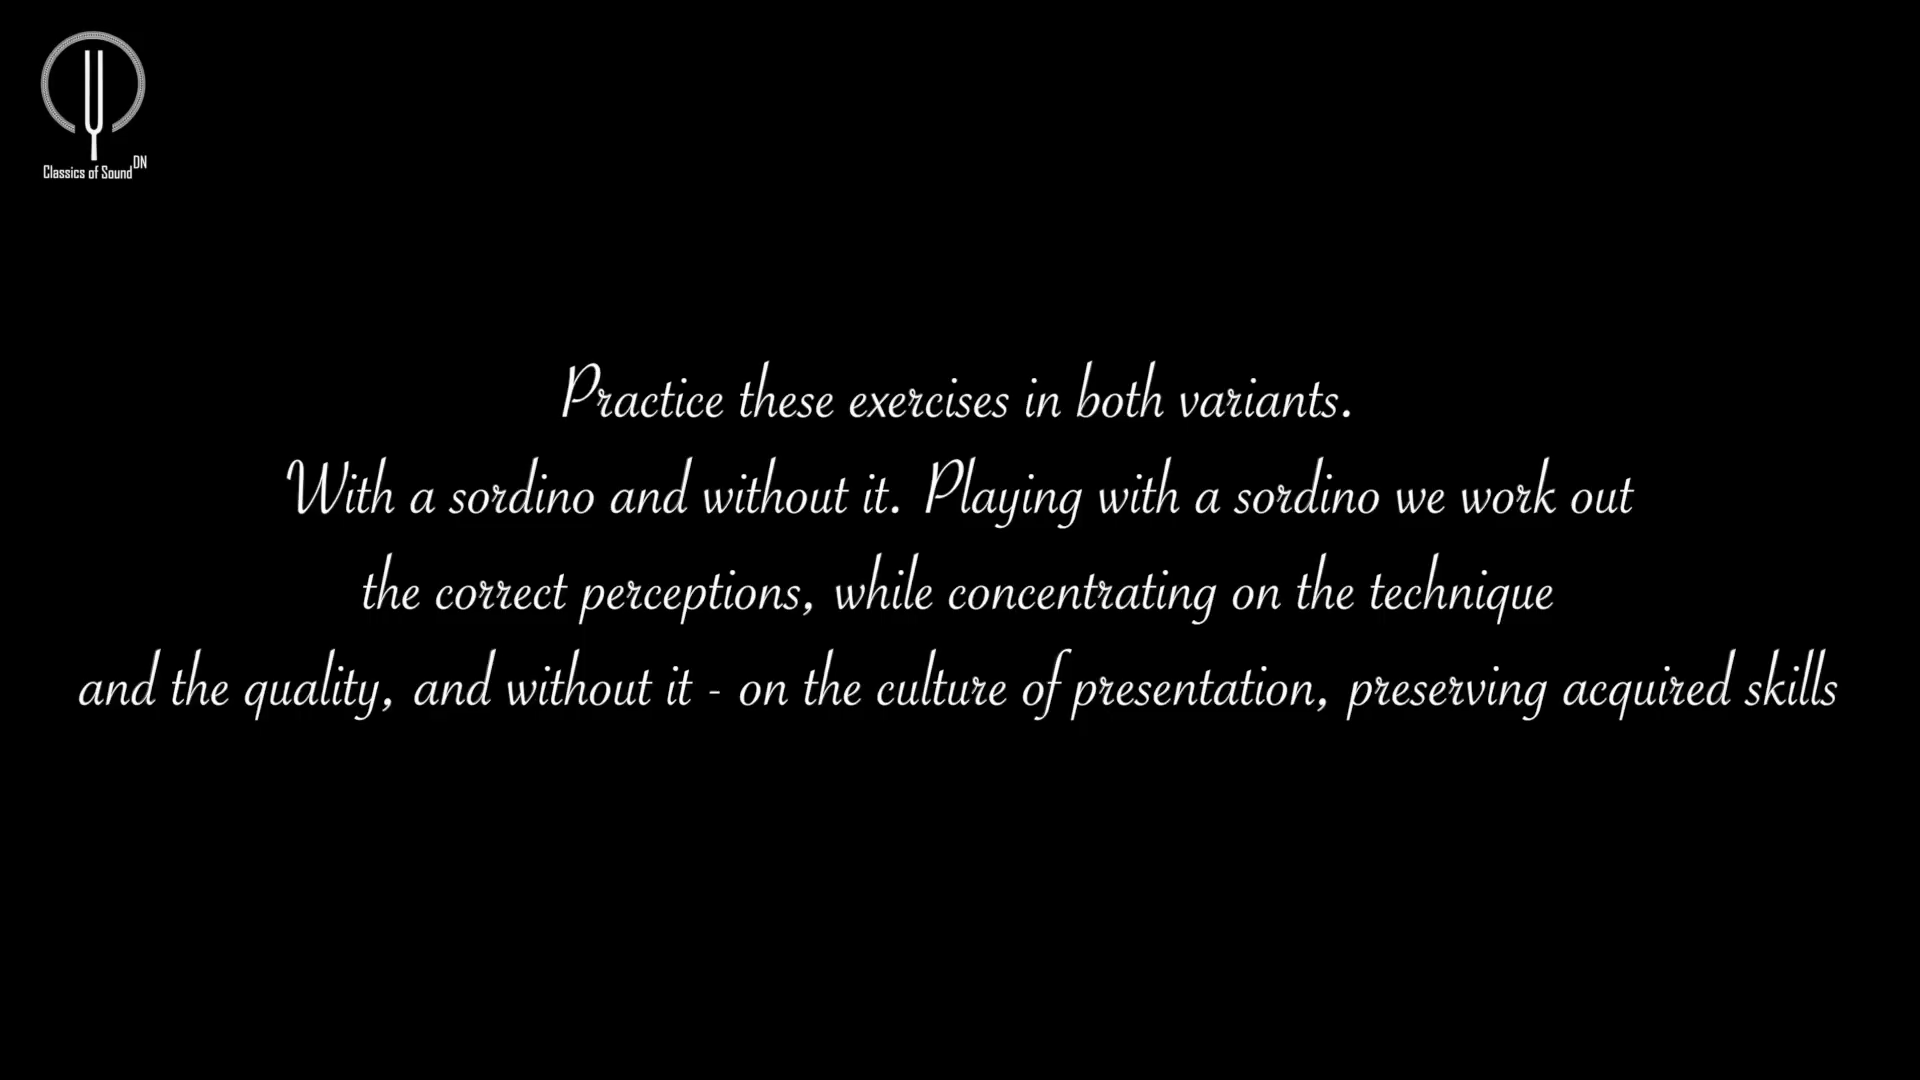 Classics of Sound DN
Practice these exercises in both variants.
With a sordino and without it. Playing with a sordino we work out
the correct perceptions, while concentrating on the technique
and the quality, and without it - on the culture of presentation, preserving acquired skills